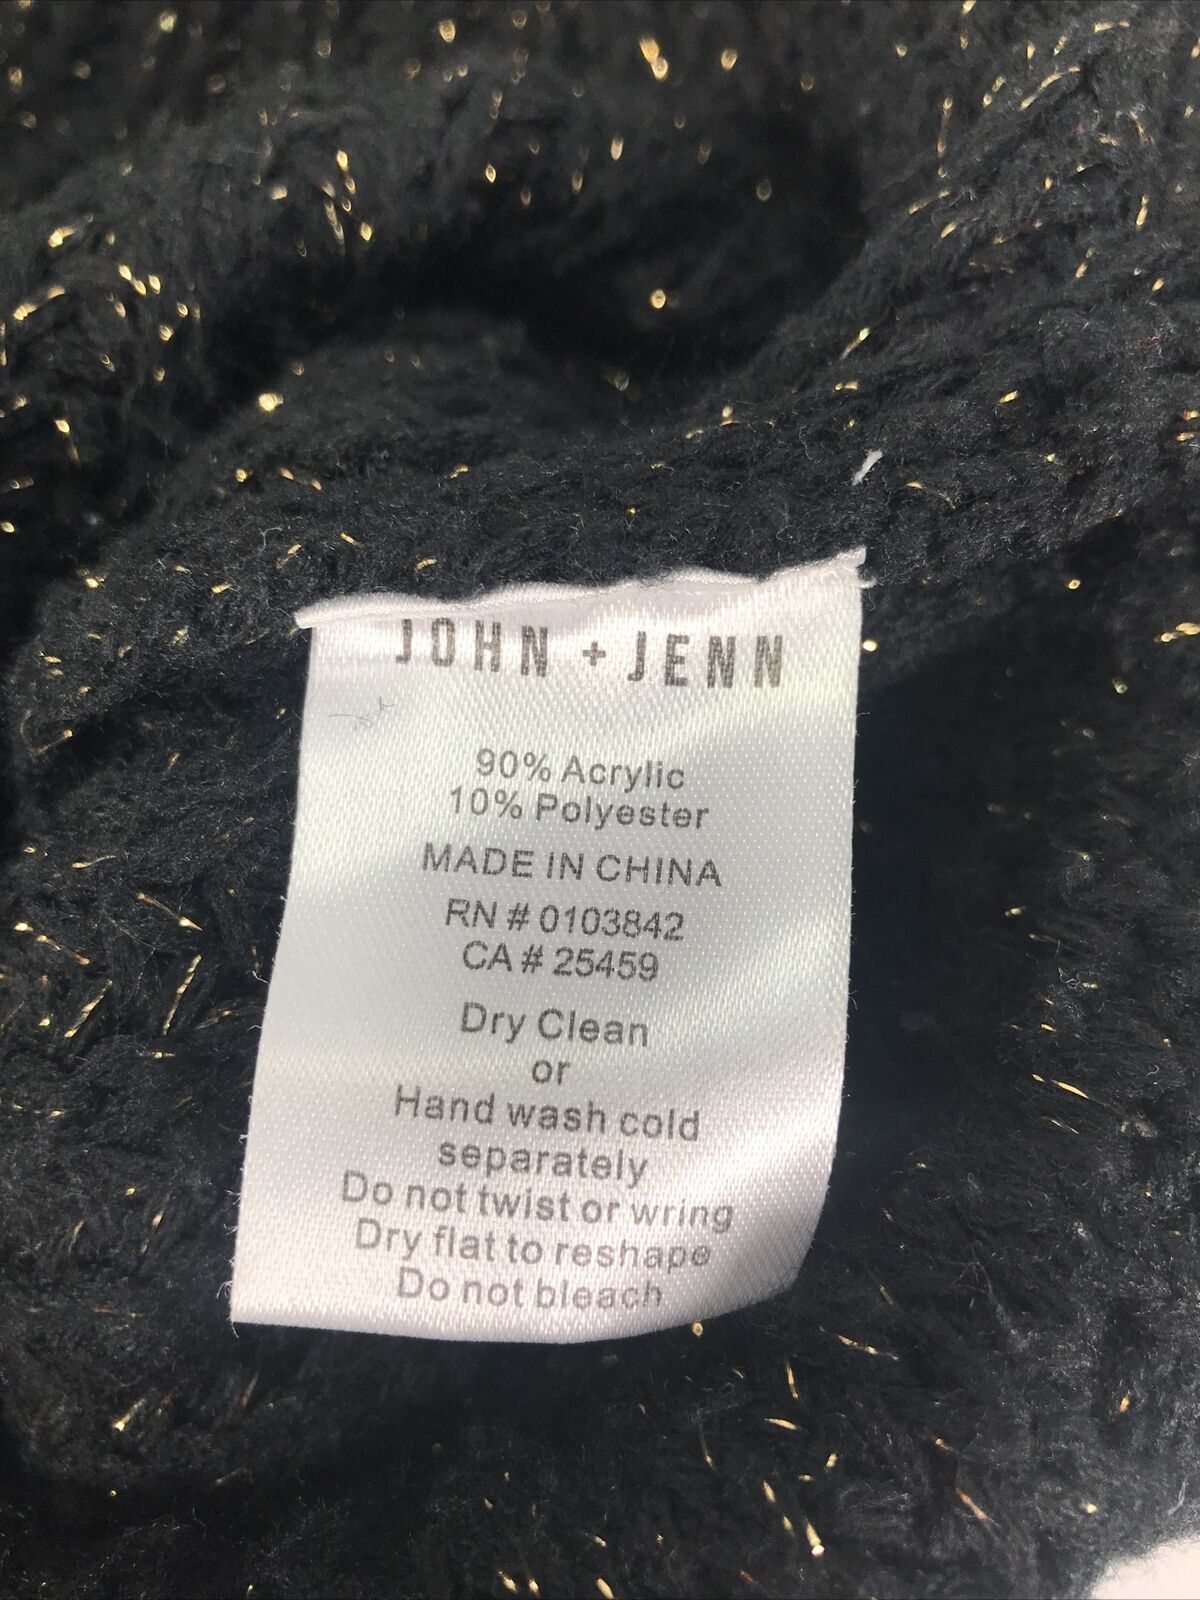 JOHN + JENN
90% Acrylic
10% Polyester
MADE IN CHINA
RN # 0103842
CA # 25459
Dry Clean
or
Hand wash cold
separately
Do not twist or wring
Dry flat to reshape
Do not bleach